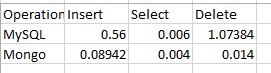 Operation Insert Select Delete
MySQL 0.56 0.006 1.07384
Mongo 0.08942 0.004 0.014